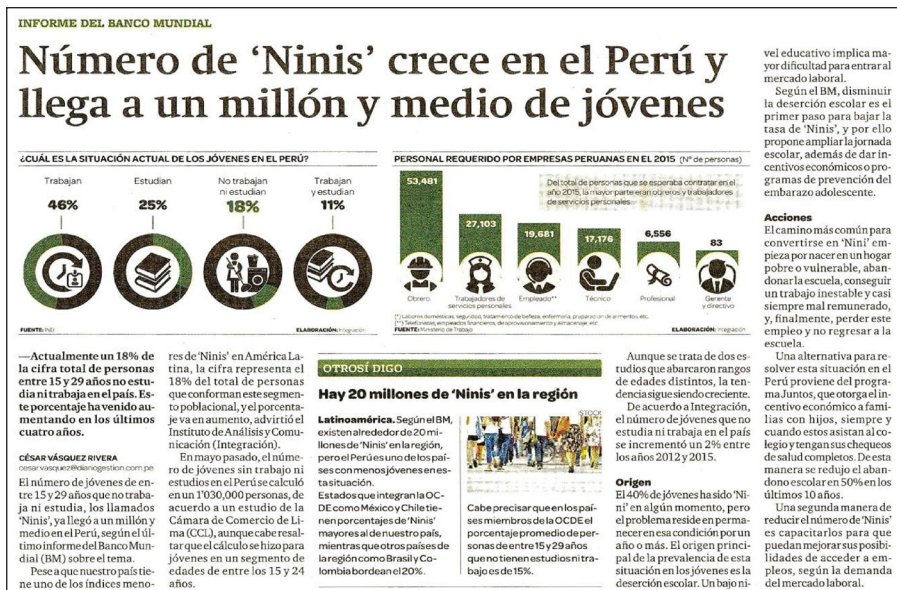 INFORME DEL BANCO MUNDIAL
Número de ‘Ninis’ crece en el Perú y
llega a un millón y medio de jóvenes
¿CUÁL ES LA SITUACIÓN ACTUAL DE LOS JÓVENES EN EL PERÚ?
Trabajan
46%
Estudian
25%
No trabajan
ni estudian
18%
Trabajan
y estudian
11%
FUENTE: INEI
ELABORACIÓN: Integración
PERSONAL REQUERIDO POR EMPRESAS PERUANAS EN EL 2015 (Nº de personas)
Del total de personas que se esperaba contratar en el
año 2015, la mayor parte eran obreros y trabajadores
de servicios personales.
53,481
27,103
19,681
17,176
6,556
83
Obrero
Trabajadores de
servicios personales
Empleado**
Técnico
Profesional
Gerente
y directivo
(*) Labores domésticas, seguridad, tratamiento de belleza, enfermería, preparación de alimentos, etc.
(**) Telefonistas, empleados financieros, de aprovisionamiento y almacenaje, etc.
FUENTE: Ministerio de Trabajo
ELABORACIÓN: Integración
—Actualmente un 18% de
la cifra total de personas
entre 15 y 29 años no estu-
dia ni trabaja en el país. Es-
te porcentaje ha venido au-
mentando en los últimos
cuatro años.
CÉSAR VÁSQUEZ RIVERA
cesar.vasquez@diariogestion.com.pe
El número de jóvenes de en-
tre 15 y 29 años que no traba-
ja ni estudia, los llamados
‘Ninis’, ya llegó a un millón y
medio en el Perú, según el úl-
timo informe del Banco Mun-
dial (BM) sobre el tema.
Pese a que nuestro país tie-
ne uno de los índices meno-
res de ‘Ninis’ en América La-
tina, la cifra representa el
18% del total de personas
que conforman este segmen-
to poblacional, y el porcenta-
je va en aumento, advirtió el
Instituto de Análisis y Comu-
nicación (Integración).
En mayo pasado, el núme-
ro de jóvenes sin trabajo ni
estudios en el Perú se calculó
en un 1’030,000 personas, de
acuerdo a un estudio de la
Cámara de Comercio de Li-
ma (CCL), aunque cabe resal-
tar que el cálculo se hizo para
jóvenes en un segmento de
edades de entre los 15 y 24
años.
OTROSÍ DIGO
Hay 20 millones de ‘Ninis’ en la región
Latinoamérica. Según el BM,
existen alrededor de 20 mi-
llones de ‘Ninis’ en la región,
pero el Perú es uno de los paí-
ses con menos jóvenes en es-
ta situación.
Estados que integran la OC-
DE como México y Chile tie-
nen porcentajes de ‘Ninis’
mayores al de nuestro país,
mientras que otros países de
la región como Brasil y Co-
lombia bordean el 20%.
ISTOCK
Cabe precisar que en los paí-
ses miembros de la OCDE el
porcentaje promedio de per-
sonas de entre 15 y 29 años
que no tienen estudios ni tra-
bajo es de 15%.
Aunque se trata de dos es-
tudios que abarcaron rangos
de edades distintos, la ten-
dencia sigue siendo creciente.
De acuerdo a Integración,
el número de jóvenes que no
estudia ni trabaja en el país
se incrementó un 2% entre
los años 2012 y 2015.
Origen
El 40% de jóvenes ha sido ‘Ni-
ni’ en algún momento, pero
el problema reside en perma-
necer en esa condición por un
año o más. El origen princi-
pal de la prevalencia de esta
situación en los jóvenes es la
deserción escolar. Un bajo ni-
vel educativo implica ma-
yor dificultad para entrar al
mercado laboral.
Según el BM, disminuir
la deserción escolar es el
primer paso para bajar la
tasa de ‘Ninis’, y por ello
propone ampliar la jornada
escolar, además de dar in-
centivos económicos o pro-
gramas de prevención del
embarazo adolescente.
Acciones
El camino más común para
convertirse en ‘Nini’ em-
pieza por nacer en un hogar
pobre o vulnerable, aban-
donar la escuela, conseguir
un trabajo inestable y casi
siempre mal remunerado,
y, finalmente, perder este
empleo y no regresar a la
escuela.
Una alternativa para re-
solver esta situación en el
Perú proviene del progra-
ma Juntos, que otorga el in-
centivo económico a fami-
lias con hijos, siempre y
cuando estos asistan al co-
legio y tengan sus chequeos
de salud completos. De esta
manera se redujo el aban-
dono escolar en 50% en los
últimos 10 años.
Una segunda manera de
reducir el número de ‘Ninis’
es capacitarlos para que
puedan mejorar sus posibi-
lidades de acceder a em-
pleos, según la demanda
del mercado laboral.